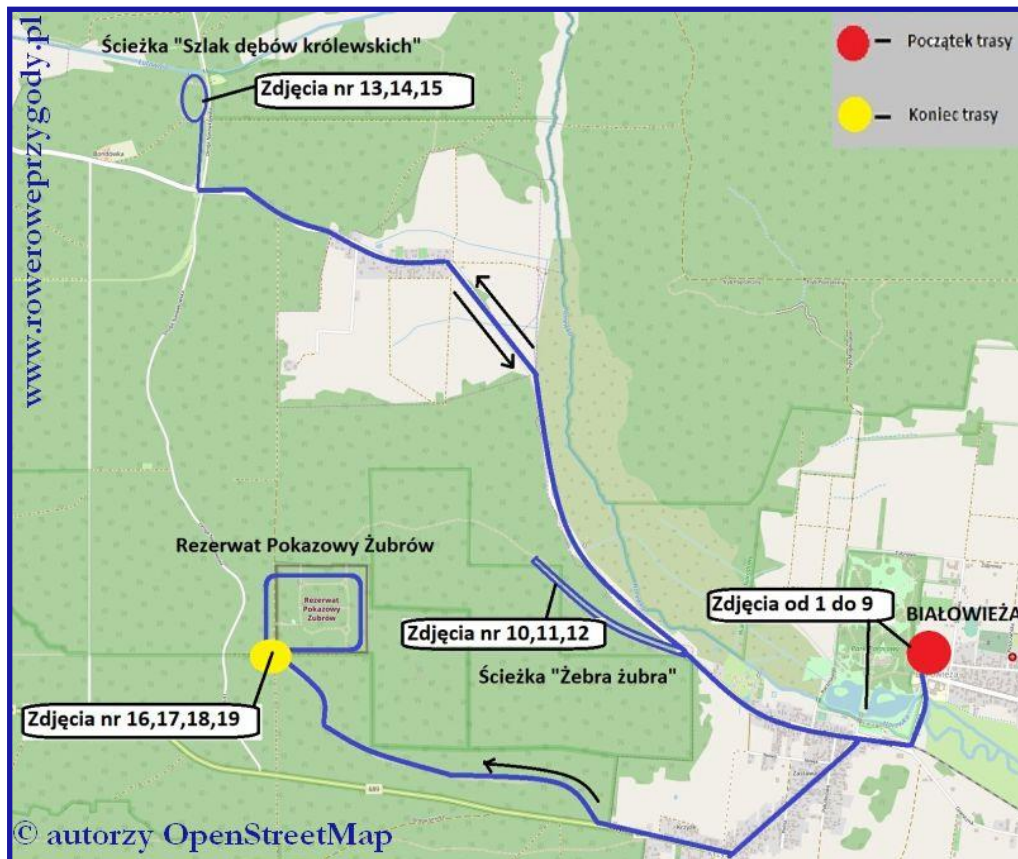 www.roweroweprzygody.pl
Ścieżka "Szlak dębów królewskich"
Początek trasy
Zdjęcia nr 13,14,15
Koniec trasy
Rezerwat Pokazowy Żubrów
Rezerwat
Pokazowy
Żubrów
Zdjęcia od 1 do 9
BIAŁOWIEŻA
Zdjęcia nr 10,11,12
Ścieżka "Żebra żubra"
Zdjęcia nr 16,17,18,19
689
© autorzy OpenStreetMap